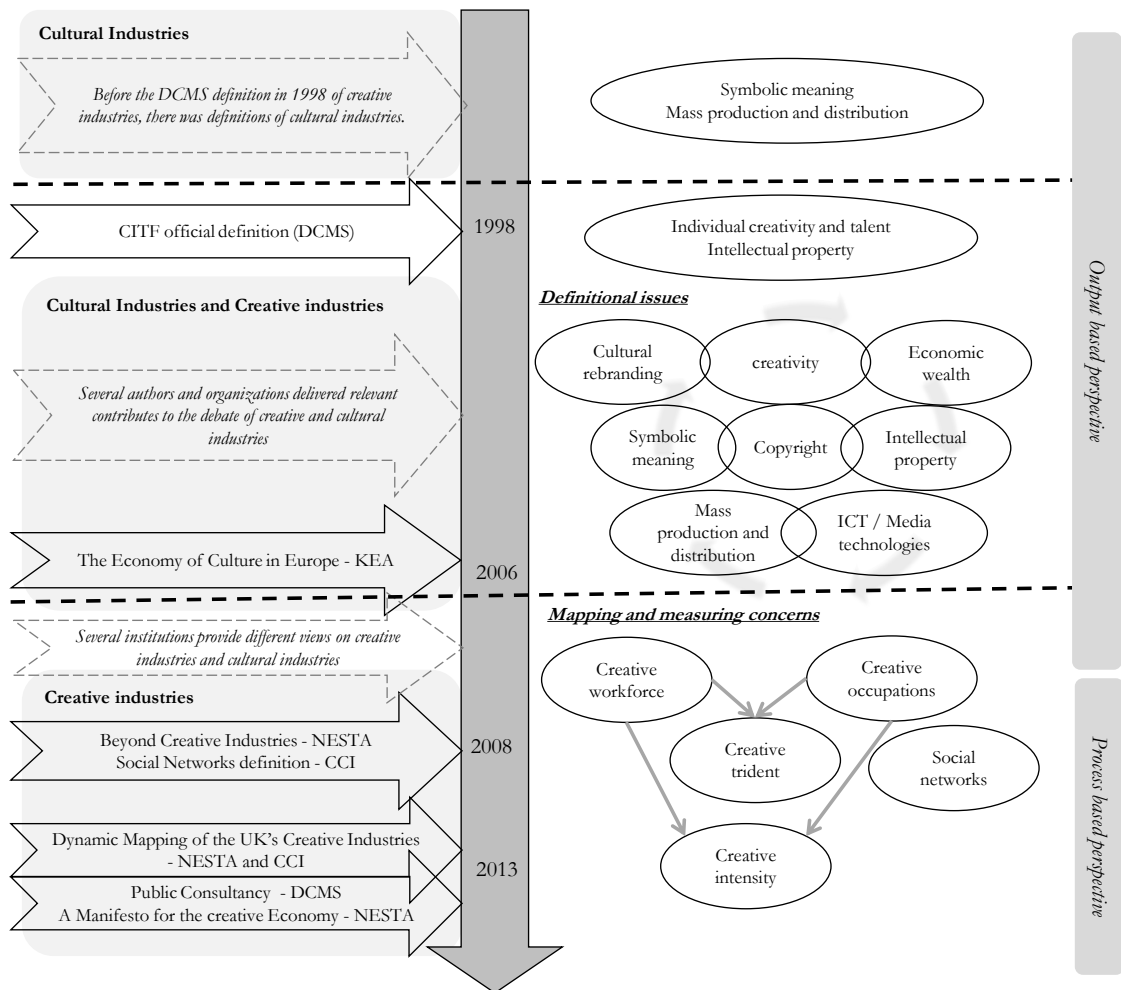 Cultural Industries
Before the DCMS definition in 1998 of creative
industries, there was definitions of cultural industries.
Symbolic meaning
Mass production and distribution
CITF official definition (DCMS)
1998
Individual creativity and talent
Intellectual property
Cultural Industries and Creative industries
Several authors and organizations delivered relevant
contributes to the debate of creative and cultural
industries
The Economy of Culture in Europe - KEA
2006
Definitional issues
Cultural
rebranding
creativity
Economic
wealth
Symbolic
meaning
Copyright
Intellectual
property
Mass
production and
distribution
ICT / Media
technologies
Several institutions provide different views on creative
industries and cultural industries
Creative industries
Beyond Creative Industries - NESTA
Social Networks definition - CCI
2008
Dynamic Mapping of the UK's Creative Industries
- NESTA and CCI
2013
Public Consultancy - DCMS
A Manifesto for the creative Economy - NESTA
Mapping and measuring concerns
Creative
workforce
Creative
occupations
Creative
trident
Social
networks
Creative
intensity
Output based perspective
Process based perspective